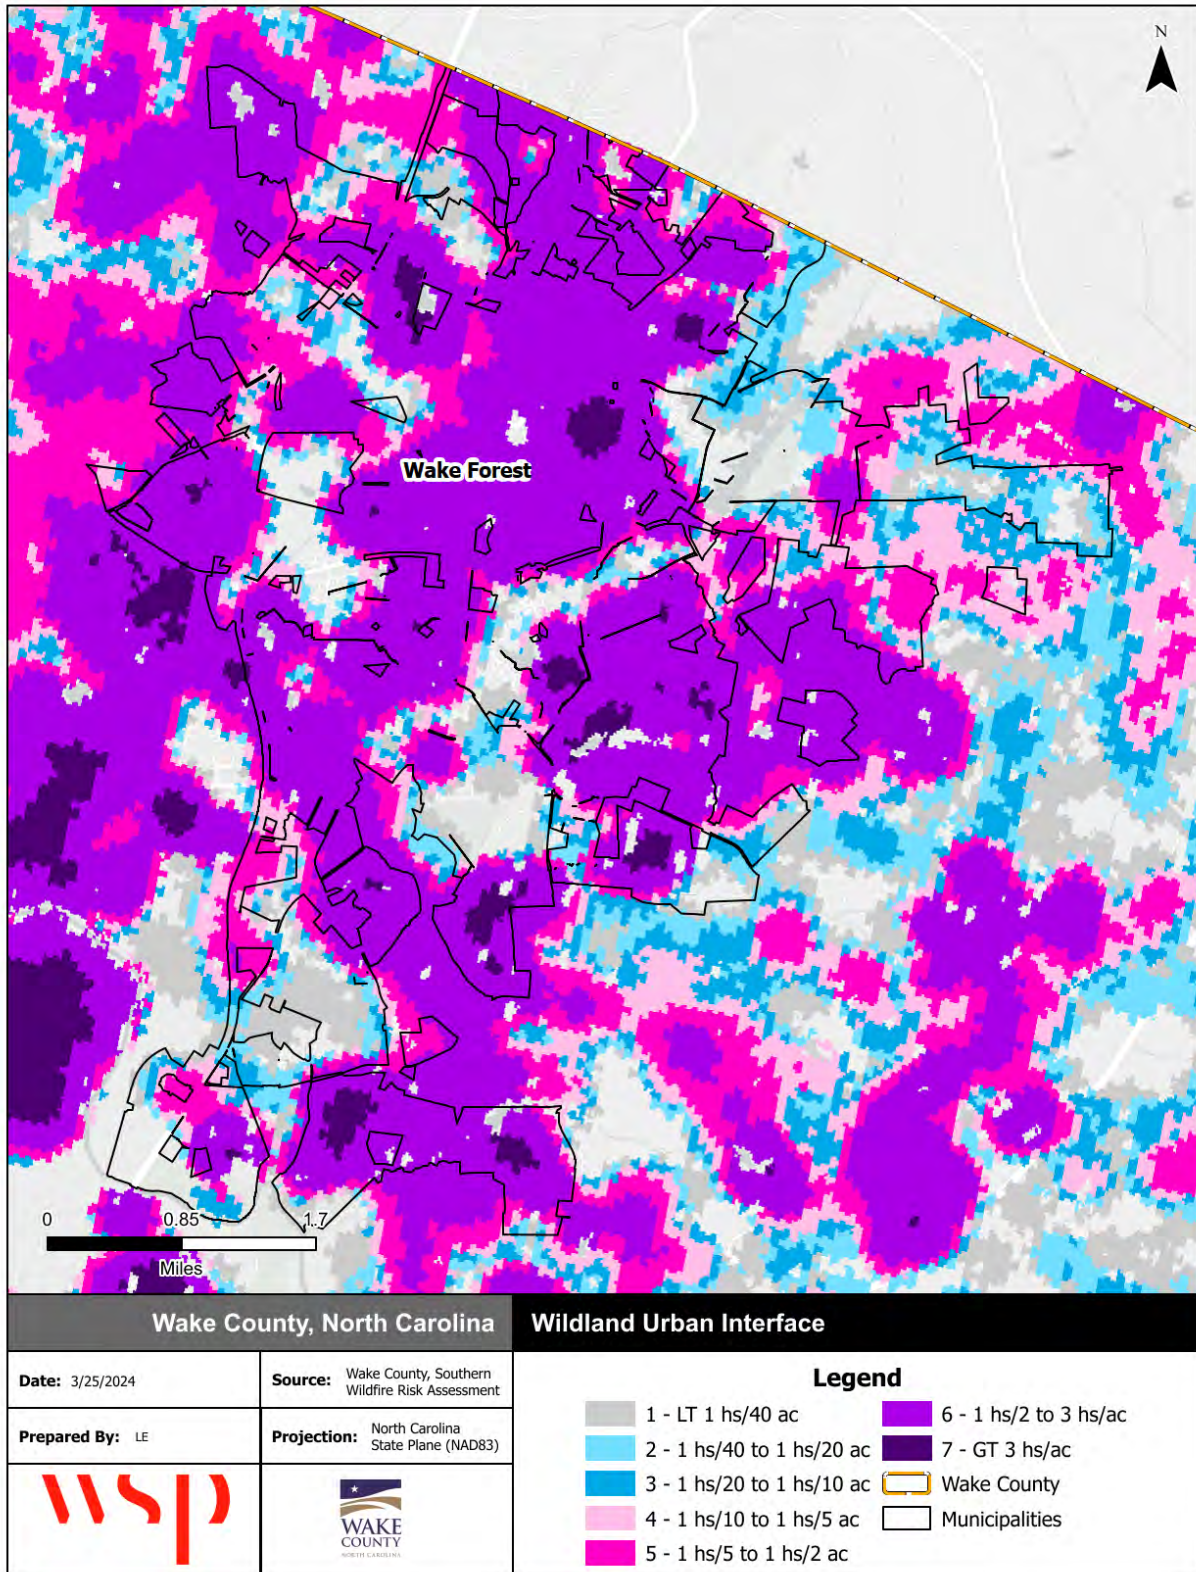 N
Wake Forest
0 0.85 1.7
Miles
Wake County, North Carolina
Wildland Urban Interface
Date: 3/25/2024
Source: Wake County, Southern
Wildfire Risk Assessment
Prepared By: LE
Projection: North Carolina
State Plane (NAD83)
wsp
WAKE
COUNTY
NORTH CAROLINA
Legend
1 - LT 1 hs/40 ac
2 - 1 hs/40 to 1 hs/20 ac
3 - 1 hs/20 to 1 hs/10 ac
4 - 1 hs/10 to 1 hs/5 ac
5 - 1 hs/5 to 1 hs/2 ac
6 - 1 hs/2 to 3 hs/ac
7 - GT 3 hs/ac
Wake County
Municipalities